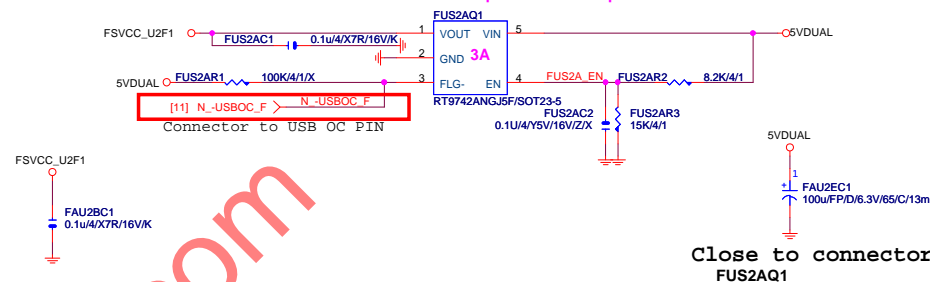 FUS2AQ1
FSVCC_U2F1
1
VOUT
VIN
5
5VDUAL
FUS2AC1
0.1u/4/X7R/16V/K
2
GND
3A
5VDUAL
FUS2AR1
100K/4/1/X
3
FLG-
EN
4
FUS2A_EN
FUS2AR2
8.2K/4/1
[11] N_-USBOC_F
N_-USBOC_F
RT9742ANGJ5F/SOT23-5
Connector to USB OC PIN
FUS2AC2
0.1U/4/Y5V/16V/Z/X
FUS2AR3
15K/4/1
5VDUAL
FSVCC_U2F1
1
+
FAU2EC1
100u/FP/D/6.3V/65/C/13m
FAU2BC1
0.1u/4/X7R/16V/K
com
Close to connector
FUS2AQ1